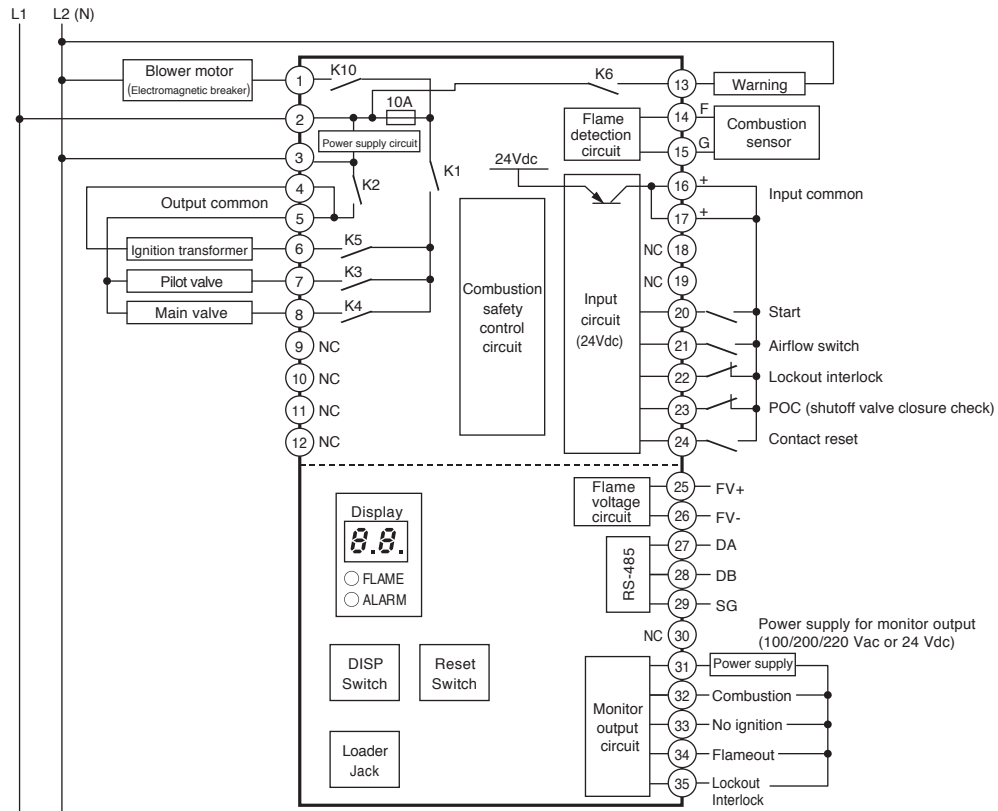 L1
L2 (N)
Blower motor
(Electromagnetic breaker)
1
K10
K6
13
Warning
2
10A
Power supply circuit
3
K2
K1
4
Output common
5
Ignition transformer
6
K5
Pilot valve
7
K3
Main valve
8
K4
9
NC
10
NC
11
NC
12
NC
Combustion
safety
control
circuit
Flame
detection
circuit
14
F
15
G
Combustion
sensor
24Vdc
Input
circuit
(24Vdc)
16
+
Input common
17
+
NC
18
NC
19
20
Start
21
Airflow switch
22
Lockout interlock
23
POC (shutoff valve closure check)
24
Contact reset
Flame
voltage
circuit
25
FV+
26
FV-
RS-485
27
DA
28
DB
29
SG
NC
30
Power supply for monitor output
(100/200/220 Vac or 24 Vdc)
Monitor
output
circuit
31
Power supply
32
Combustion
33
No ignition
34
Flameout
35
Lockout
Interlock
Display
8.8.
FLAME
ALARM
DISP
Switch
Reset
Switch
Loader
Jack